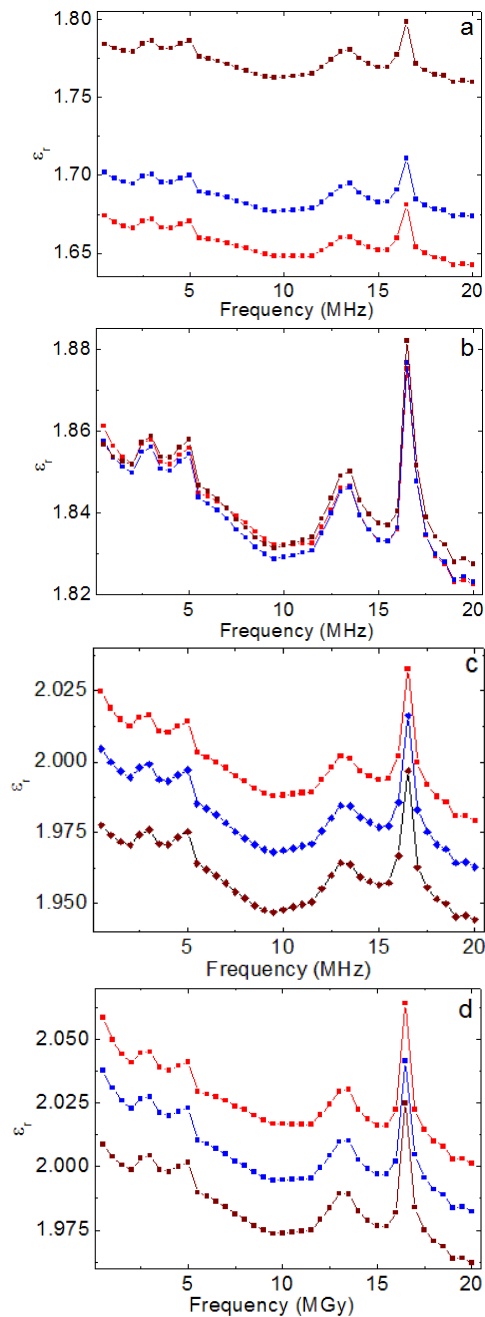 a
1.80
1.75
1.70
1.65
εr
5 10 15 20
Frequency (MHz)
b
1.88
1.86
1.84
1.82
εr
5 10 15 20
Frequency (MHz)
c
2.025
2.000
1.975
1.950
εr
5 10 15 20
Frequency (MHz)
d
2.050
2.025
2.000
1.975
εr
5 10 15 20
Frequency (MGy)